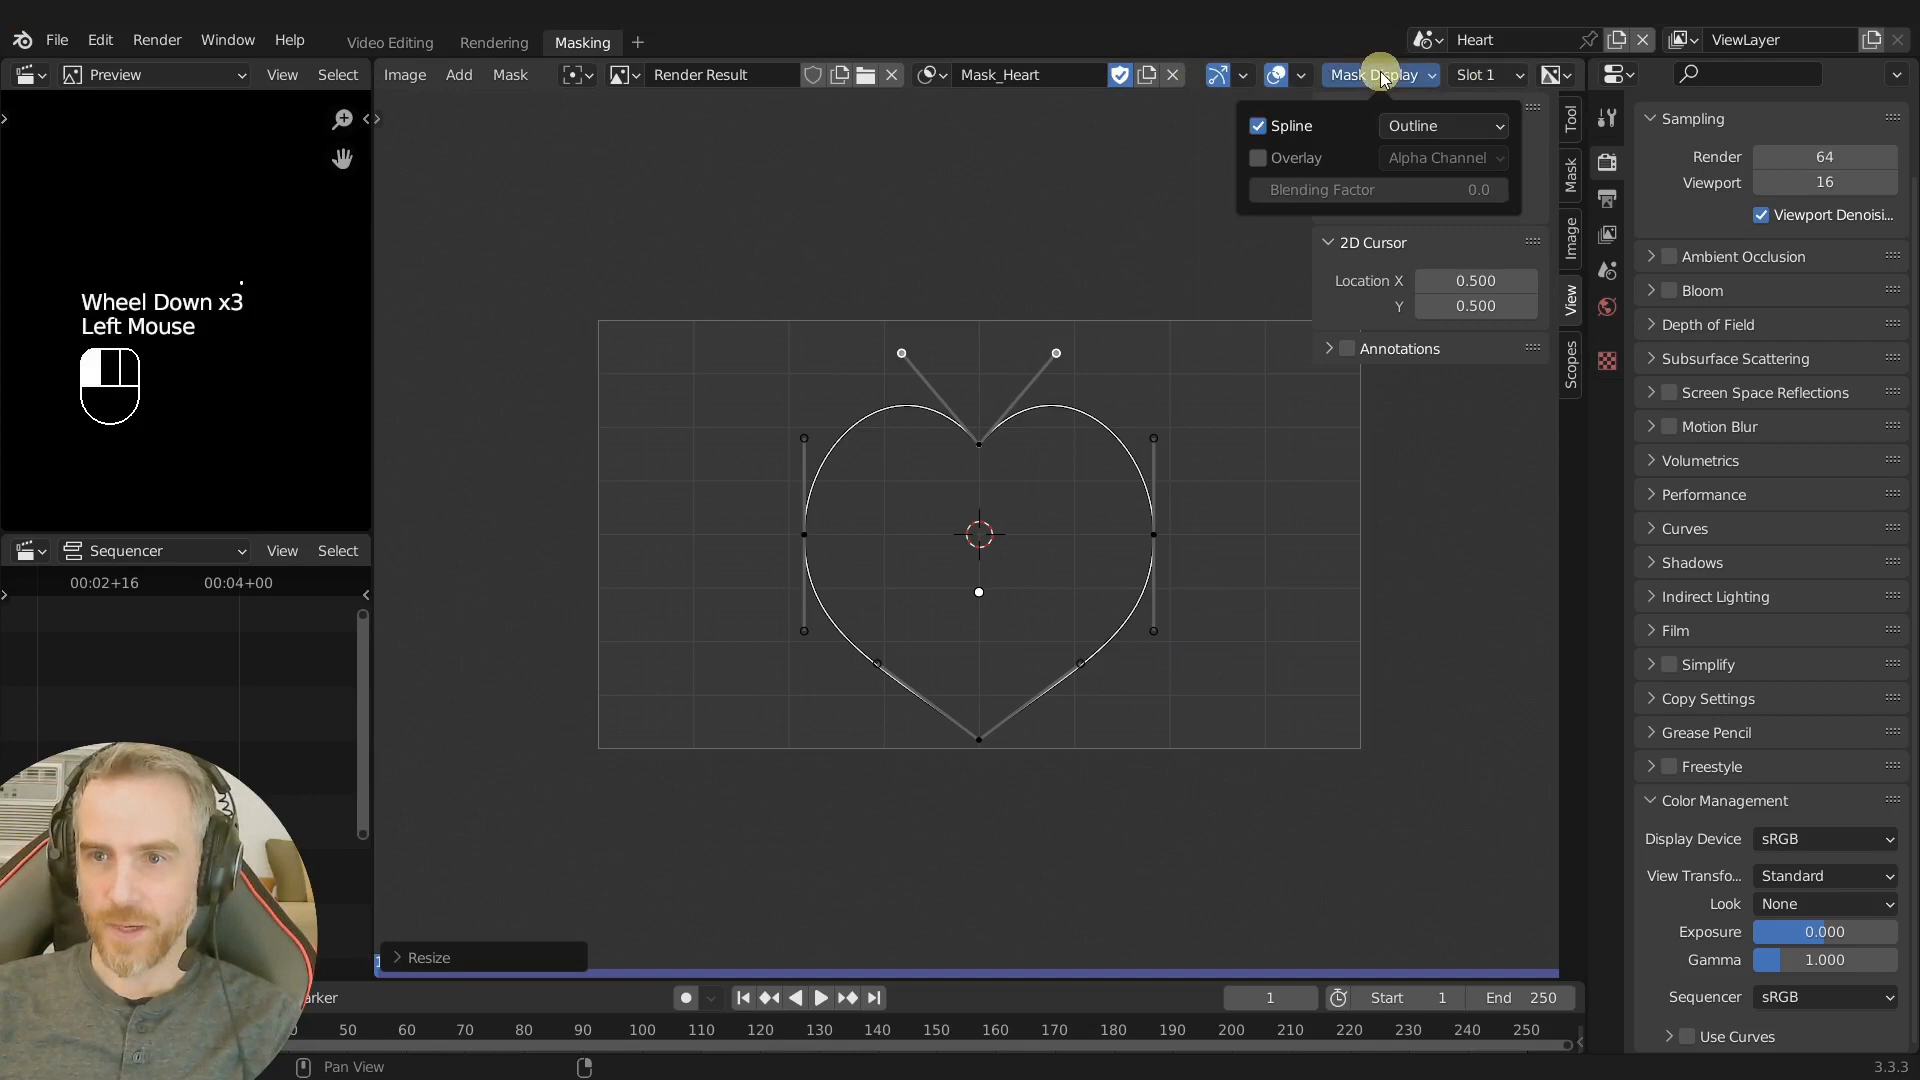 File Edit Render Window Help Video Editing Rendering Masking Heart ViewLayer
Preview View Select Image Add Mask Render Result Mask_Heart Mask Display Slot 1
Spline Outline
Overlay Alpha Channel
Blending Factor 0.0
2D Cursor
Location X 0.500
Y 0.500
Annotations
Tool
Mask
Image
View
Scopes
Wheel Down x3
Left Mouse
Sequencer View Select
00:02+16 00:04+00
Resize
Sampling
Render 64
Viewport 16
Viewport Denoisi...
Ambient Occlusion
Bloom
Depth of Field
Subsurface Scattering
Screen Space Reflections
Motion Blur
Volumetrics
Performance
Curves
Shadows
Indirect Lighting
Film
Simplify
Copy Settings
Grease Pencil
Freestyle
Color Management
Display Device sRGB
View Transfo... Standard
Look None
Exposure 0.000
Gamma 1.000
Sequencer sRGB
Use Curves
1 Start 1 End 250
50 60 70 80 90 100 110 120 130 140 150 160 170 180 190 200 210 220 230 240 250
Pan View
3.3.3